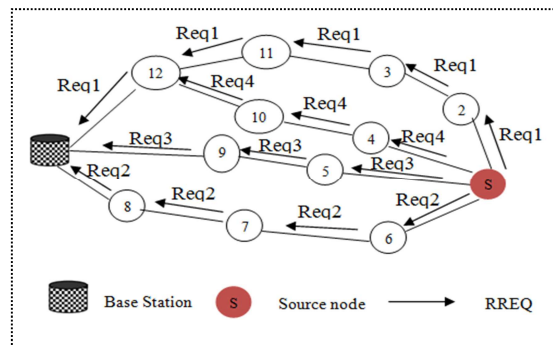 Req1
11
Req1
12
3
Req1
Req1
Req4
2
10
Req4
4
Req4
Req1
Req3
9
Req3
5
Req3
S
Req2
8
Req2
7
Req2
6
Req2
Base Station
S
Source node
RREQ